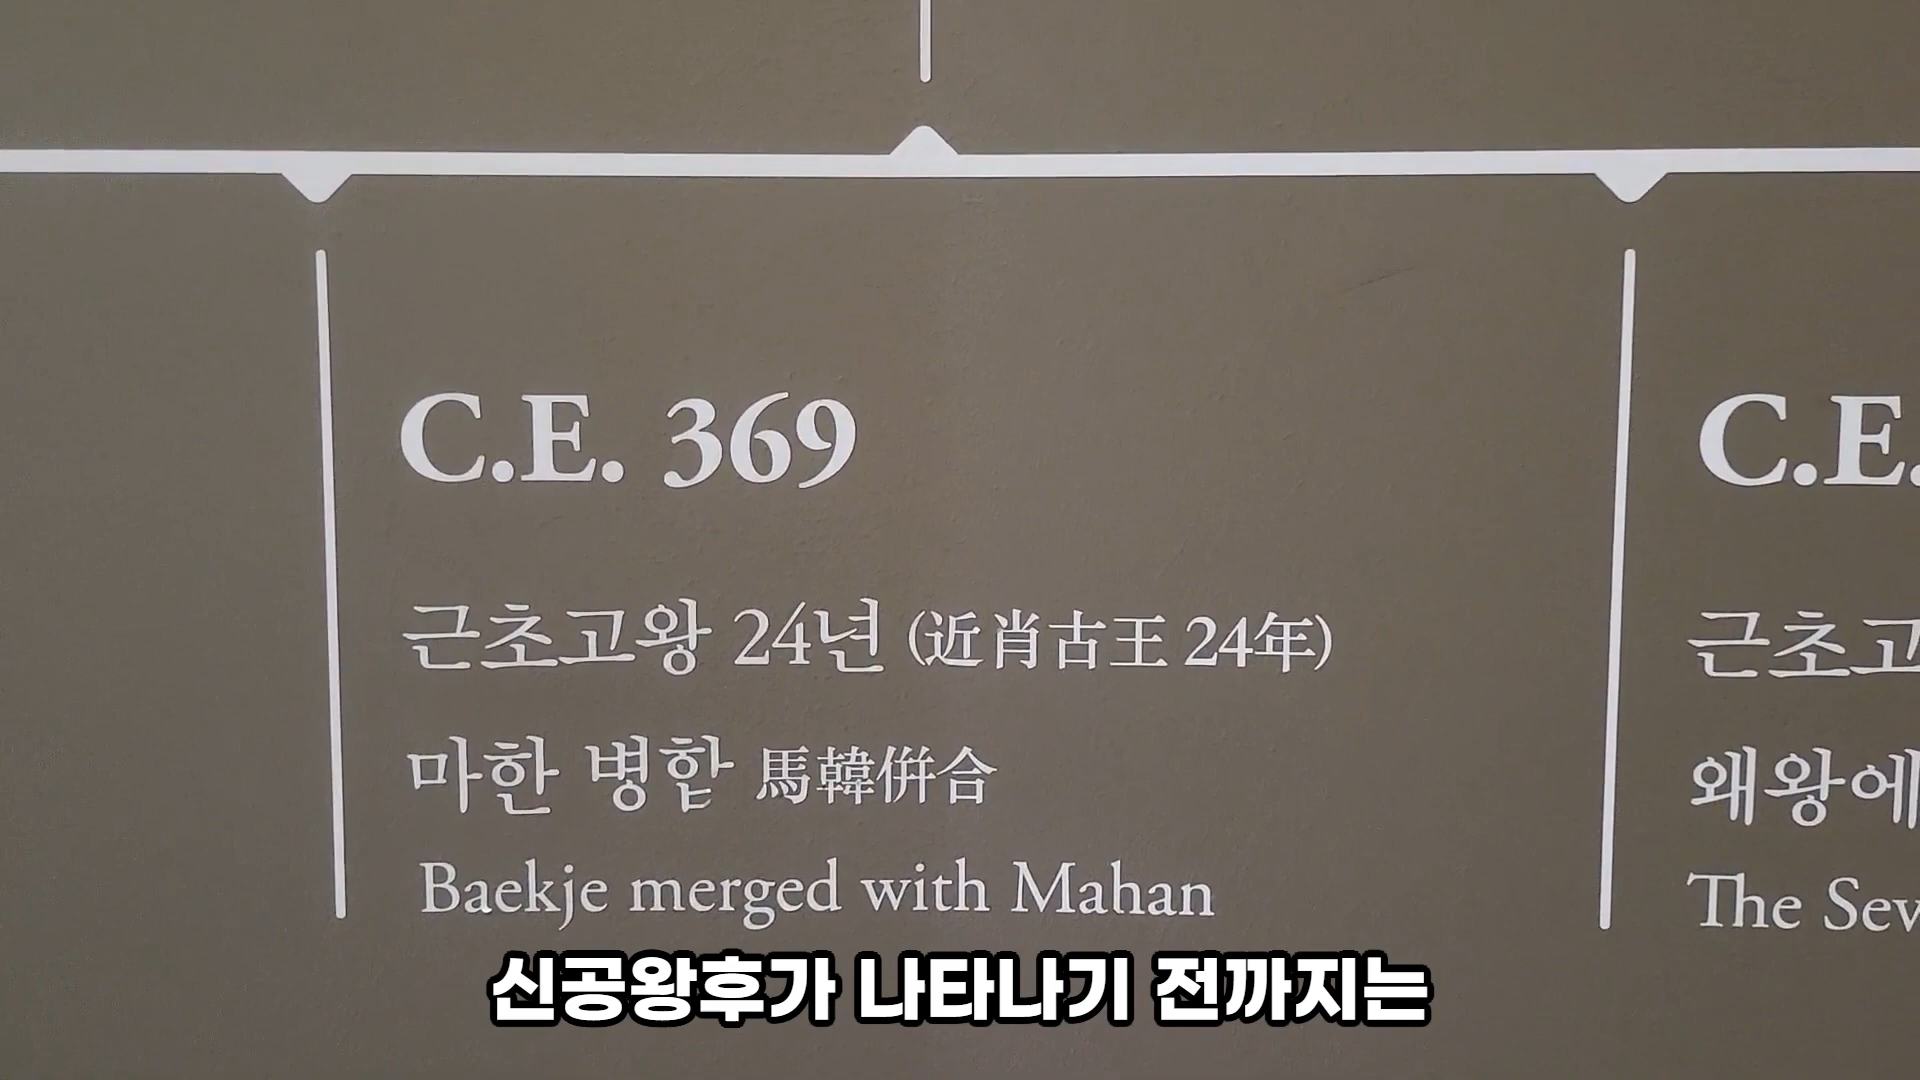 C.E. 369
근초고왕 24년 (近肖古王 24年)
마한 병합 馬韓倂合
Baekje merged with Mahan
C.E.
근초고
왜왕에
The Sev
신공왕후가 나타나기 전까지는